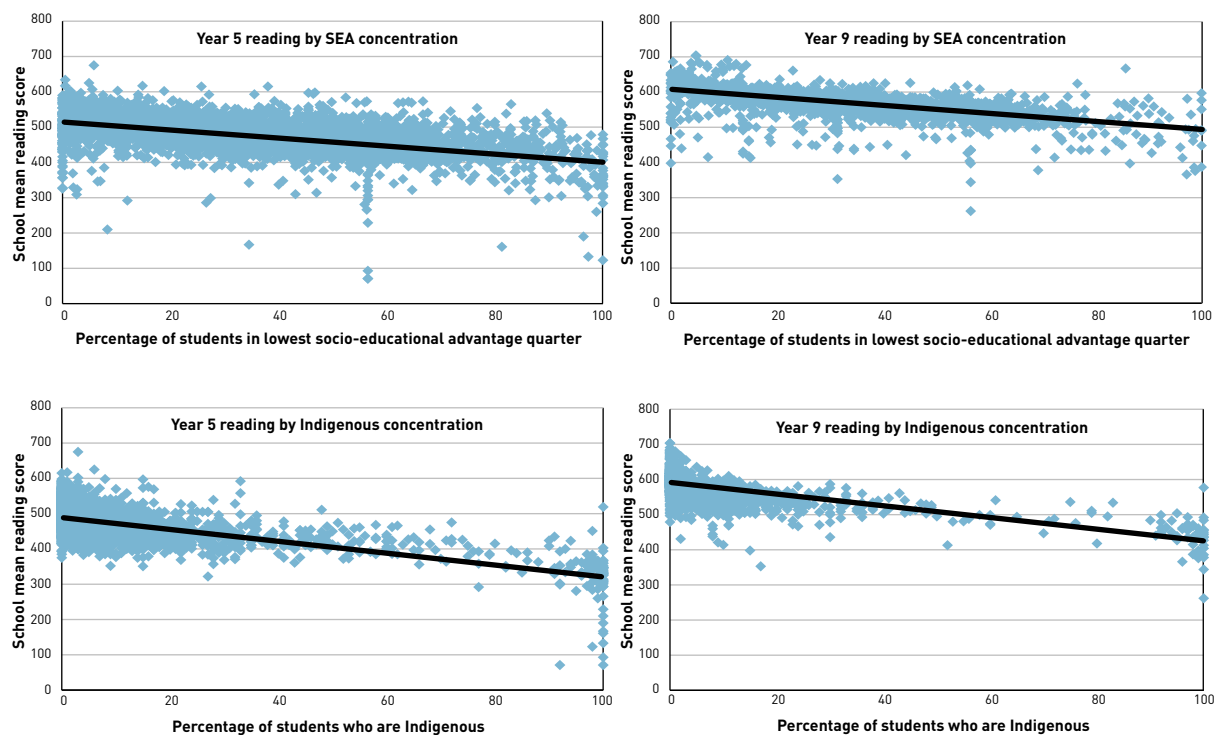 Year 5 reading by SEA concentration
School mean reading score
800
700
600
500
400
300
200
100
0
0 20 40 60 80 100
Percentage of students in lowest socio-educational advantage quarter
Year 9 reading by SEA concentration
School mean reading score
800
700
600
500
400
300
200
100
0
0 20 40 60 80 100
Percentage of students in lowest socio-educational advantage quarter
Year 5 reading by Indigenous concentration
School mean reading score
800
700
600
500
400
300
200
100
0
0 20 40 60 80 100
Percentage of students who are Indigenous
Year 9 reading by Indigenous concentration
School mean reading score
800
700
600
500
400
300
200
100
0
0 20 40 60 80 100
Percentage of students who are Indigenous